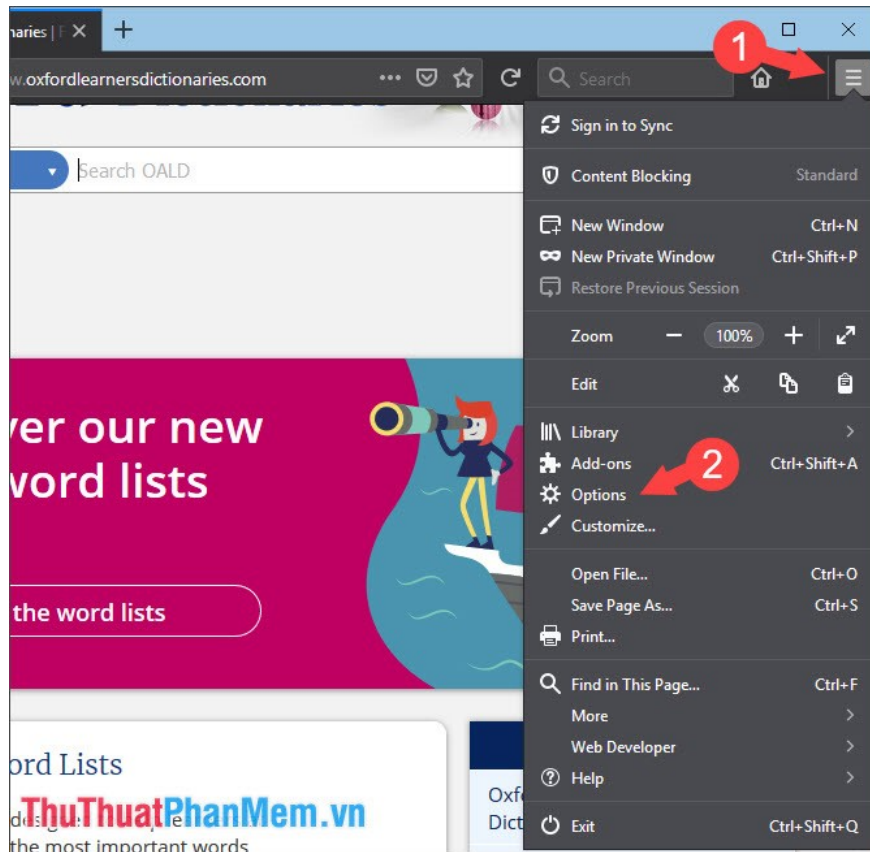 naries | F
1
w.oxfordlearnersdictionaries.com
Search
Sign in to Sync
Search OALD
Content Blocking Standard
New Window Ctrl+N
New Private Window Ctrl+Shift+P
Restore Previous Session
Zoom 100%
Edit
ver our new
word lists
the word lists
Library
Add-ons Ctrl+Shift+A
2
Options
Customize...
Open File... Ctrl+O
Save Page As... Ctrl+S
Print...
Find in This Page... Ctrl+F
More
Web Developer
Help
Exit Ctrl+Shift+Q
ord Lists
ThuThuatPhanMem.vn
the most important words
Oxfo
Dict